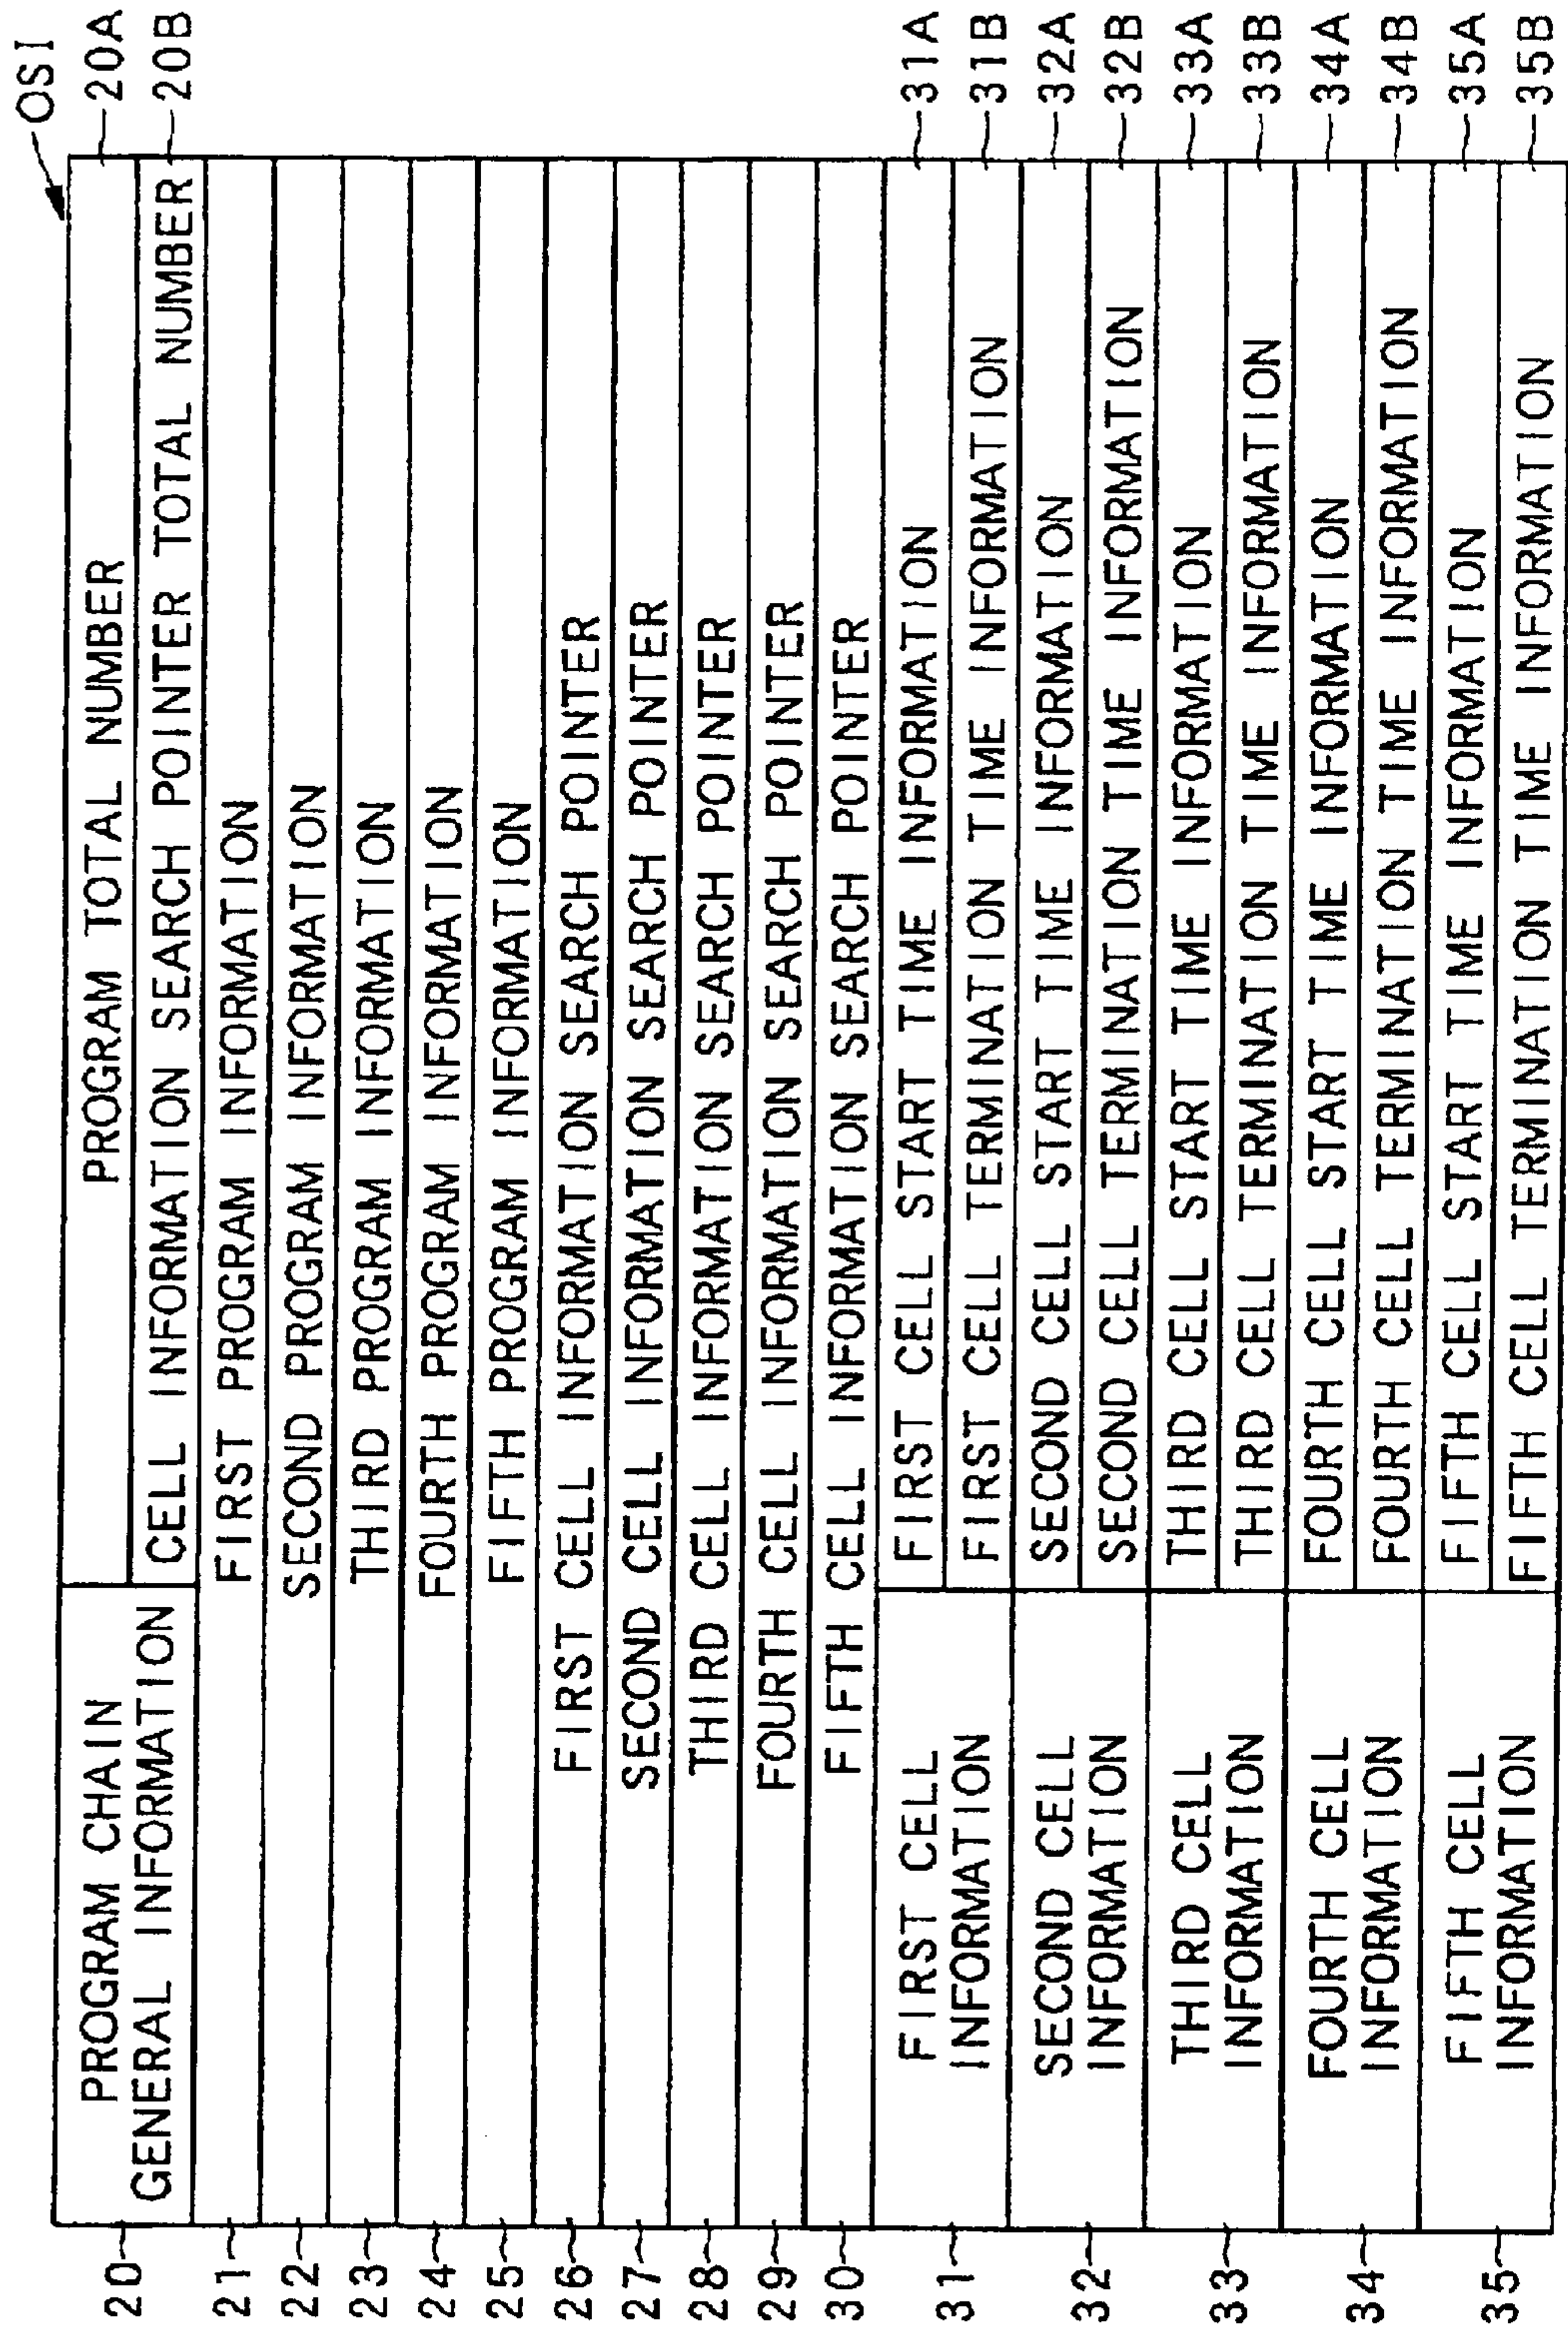 OSI
20
PROGRAM CHAIN
GENERAL INFORMATION
PROGRAM TOTAL NUMBER
20A
CELL INFORMATION SEARCH POINTER TOTAL NUMBER
20B
21
FIRST PROGRAM INFORMATION
22
SECOND PROGRAM INFORMATION
23
THIRD PROGRAM INFORMATION
24
FOURTH PROGRAM INFORMATION
25
FIFTH PROGRAM INFORMATION
26
FIRST CELL INFORMATION SEARCH POINTER
27
SECOND CELL INFORMATION SEARCH POINTER
28
THIRD CELL INFORMATION SEARCH POINTER
29
FOURTH CELL INFORMATION SEARCH POINTER
30
FIFTH CELL INFORMATION SEARCH POINTER
31
FIRST CELL
INFORMATION
FIRST CELL START TIME INFORMATION
31A
FIRST CELL TERMINATION TIME INFORMATION
31B
32
SECOND CELL
INFORMATION
SECOND CELL START TIME INFORMATION
32A
SECOND CELL TERMINATION TIME INFORMATION
32B
33
THIRD CELL
INFORMATION
THIRD CELL START TIME INFORMATION
33A
THIRD CELL TERMINATION TIME INFORMATION
33B
34
FOURTH CELL
INFORMATION
FOURTH CELL START TIME INFORMATION
34A
FOURTH CELL TERMINATION TIME INFORMATION
34B
35
FIFTH CELL
INFORMATION
FIFTH CELL START TIME INFORMATION
35A
FIFTH CELL TERMINATION TIME INFORMATION
35B